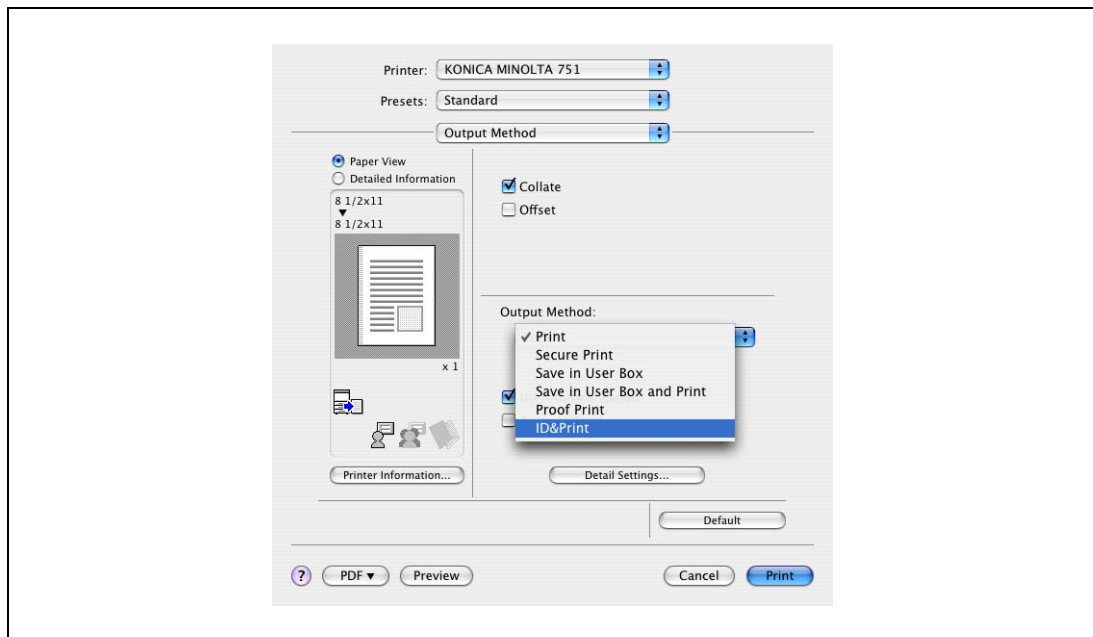 Printer: KONICA MINOLTA 751
Presets: Standard
Output Method
Paper View
Detailed Information
8 1/2x11
8 1/2x11
x 1
Printer Information...
Collate
Offset
Output Method:
✓ Print
Secure Print
Save in User Box
Save in User Box and Print
Proof Print
ID&Print
Detail Settings...
Default
? PDF ▼ Preview Cancel Print